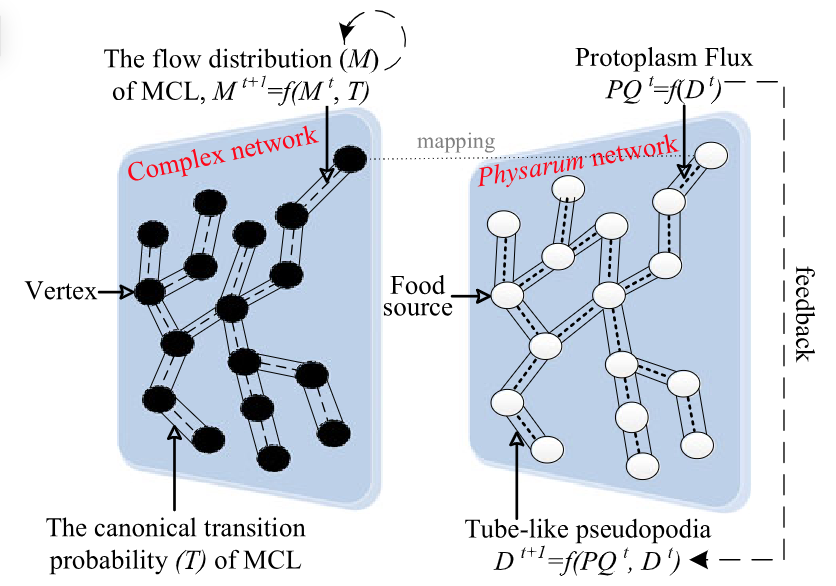 The flow distribution (M)
of MCL, M^{t+1}=f(M^t, T)
Protoplasm Flux
PQ^t=f(D^t)
Complex network
mapping
Physarum network
Vertex
Food
source
feedback
The canonical transition
probability (T) of MCL
Tube-like pseudopodia
D^{t+1}=f(PQ^t, D^t)